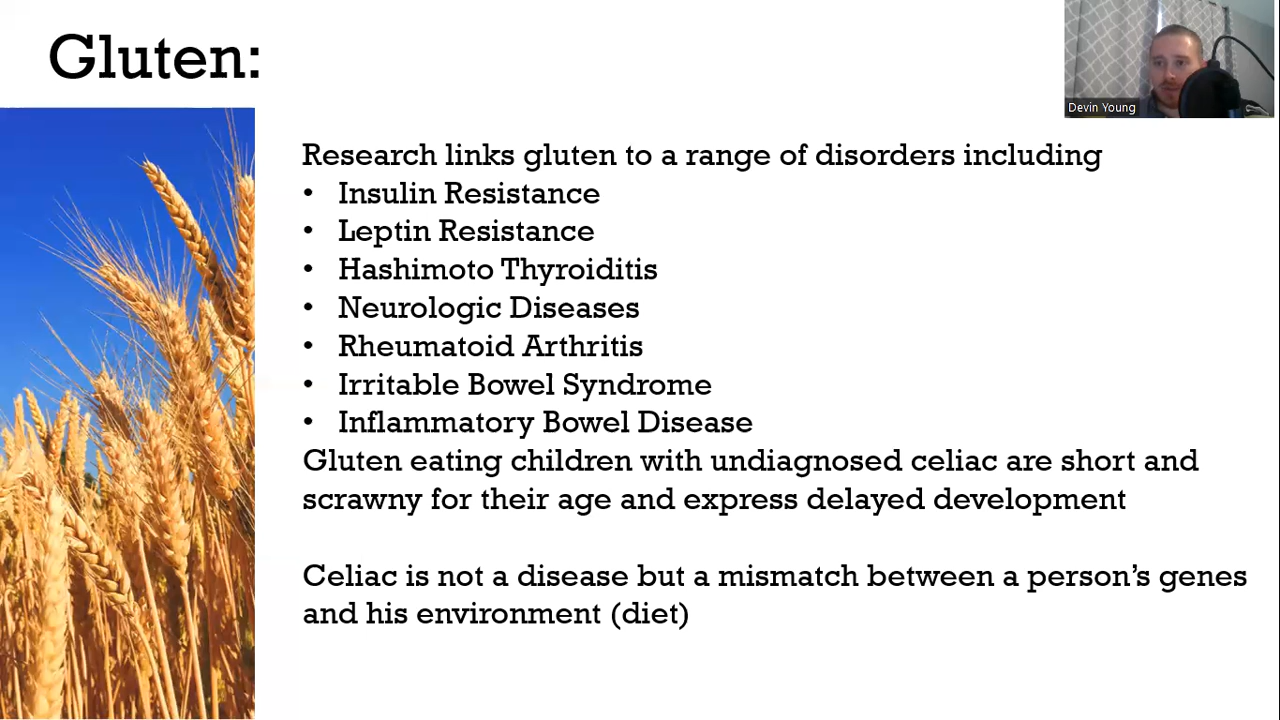 Gluten:
Devin Young
Research links gluten to a range of disorders including
• Insulin Resistance
• Leptin Resistance
• Hashimoto Thyroiditis
• Neurologic Diseases
• Rheumatoid Arthritis
• Irritable Bowel Syndrome
• Inflammatory Bowel Disease
Gluten eating children with undiagnosed celiac are short and
scrawny for their age and express delayed development
Celiac is not a disease but a mismatch between a person’s genes
and his environment (diet)